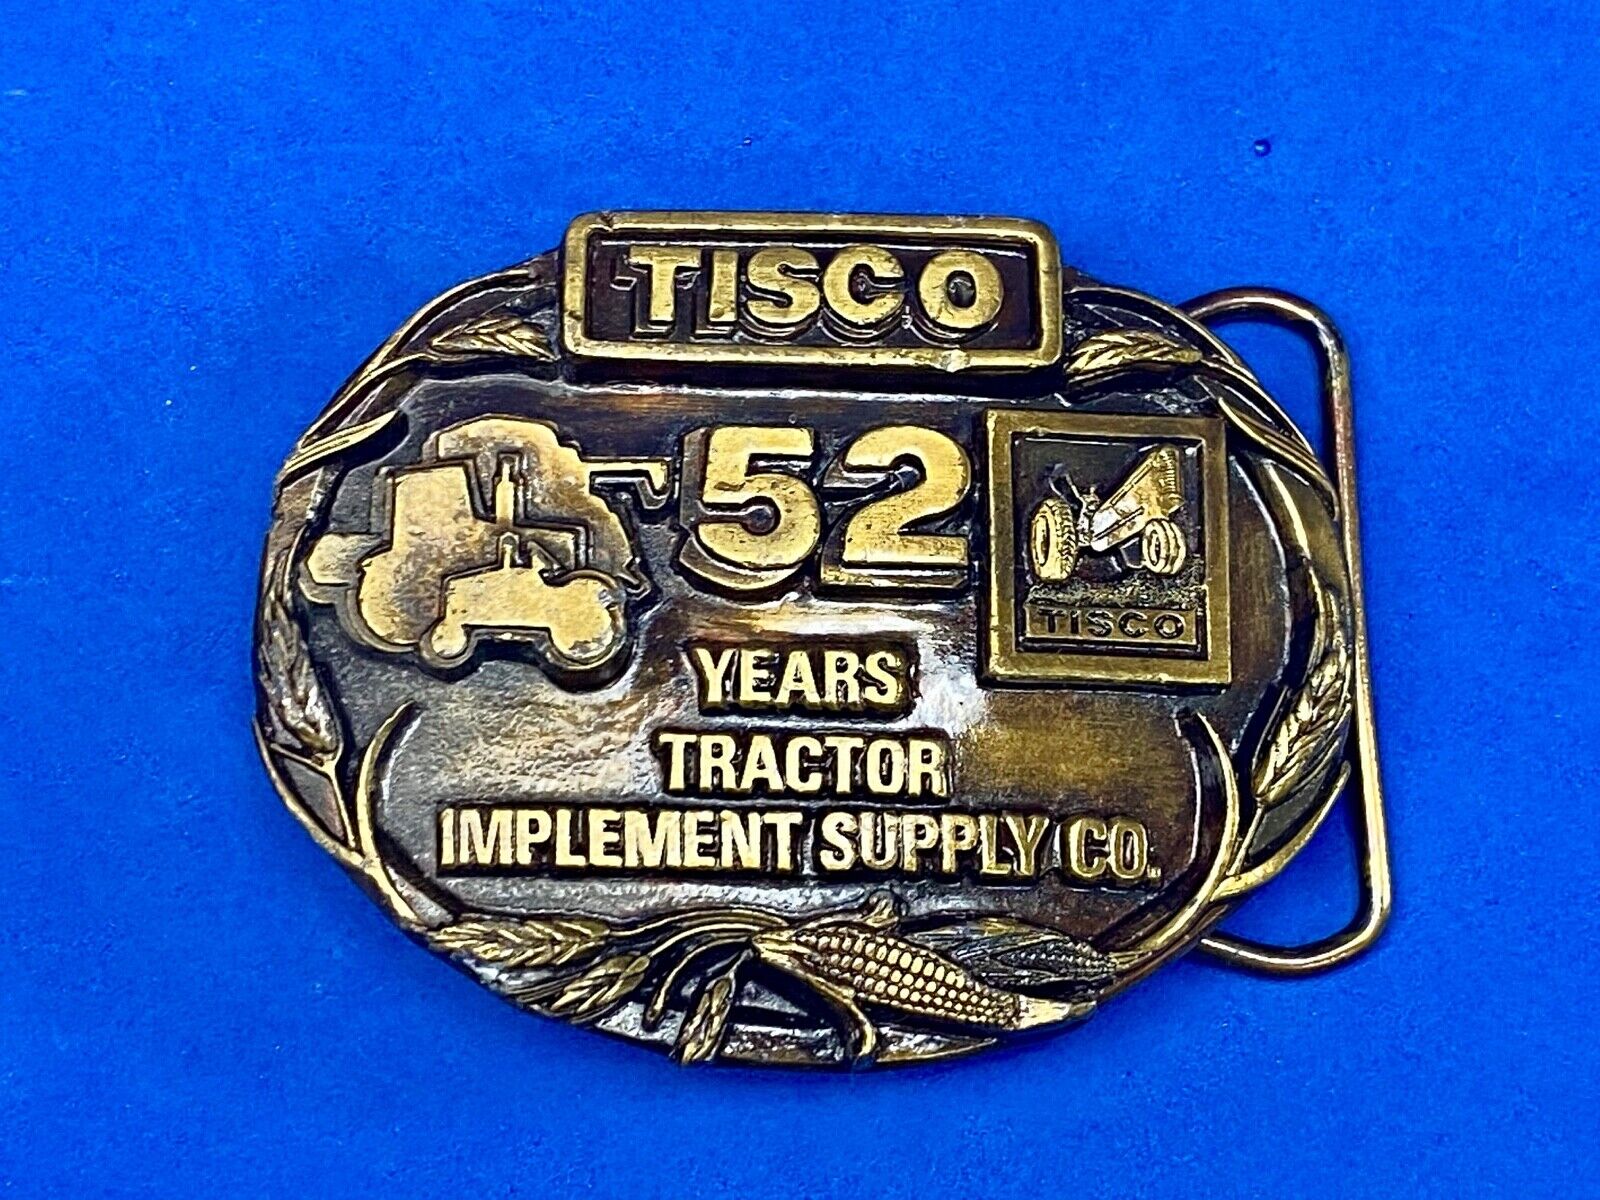 TISCO
52
TISCO
YEARS
TRACTOR
IMPLEMENT SUPPLY CO.